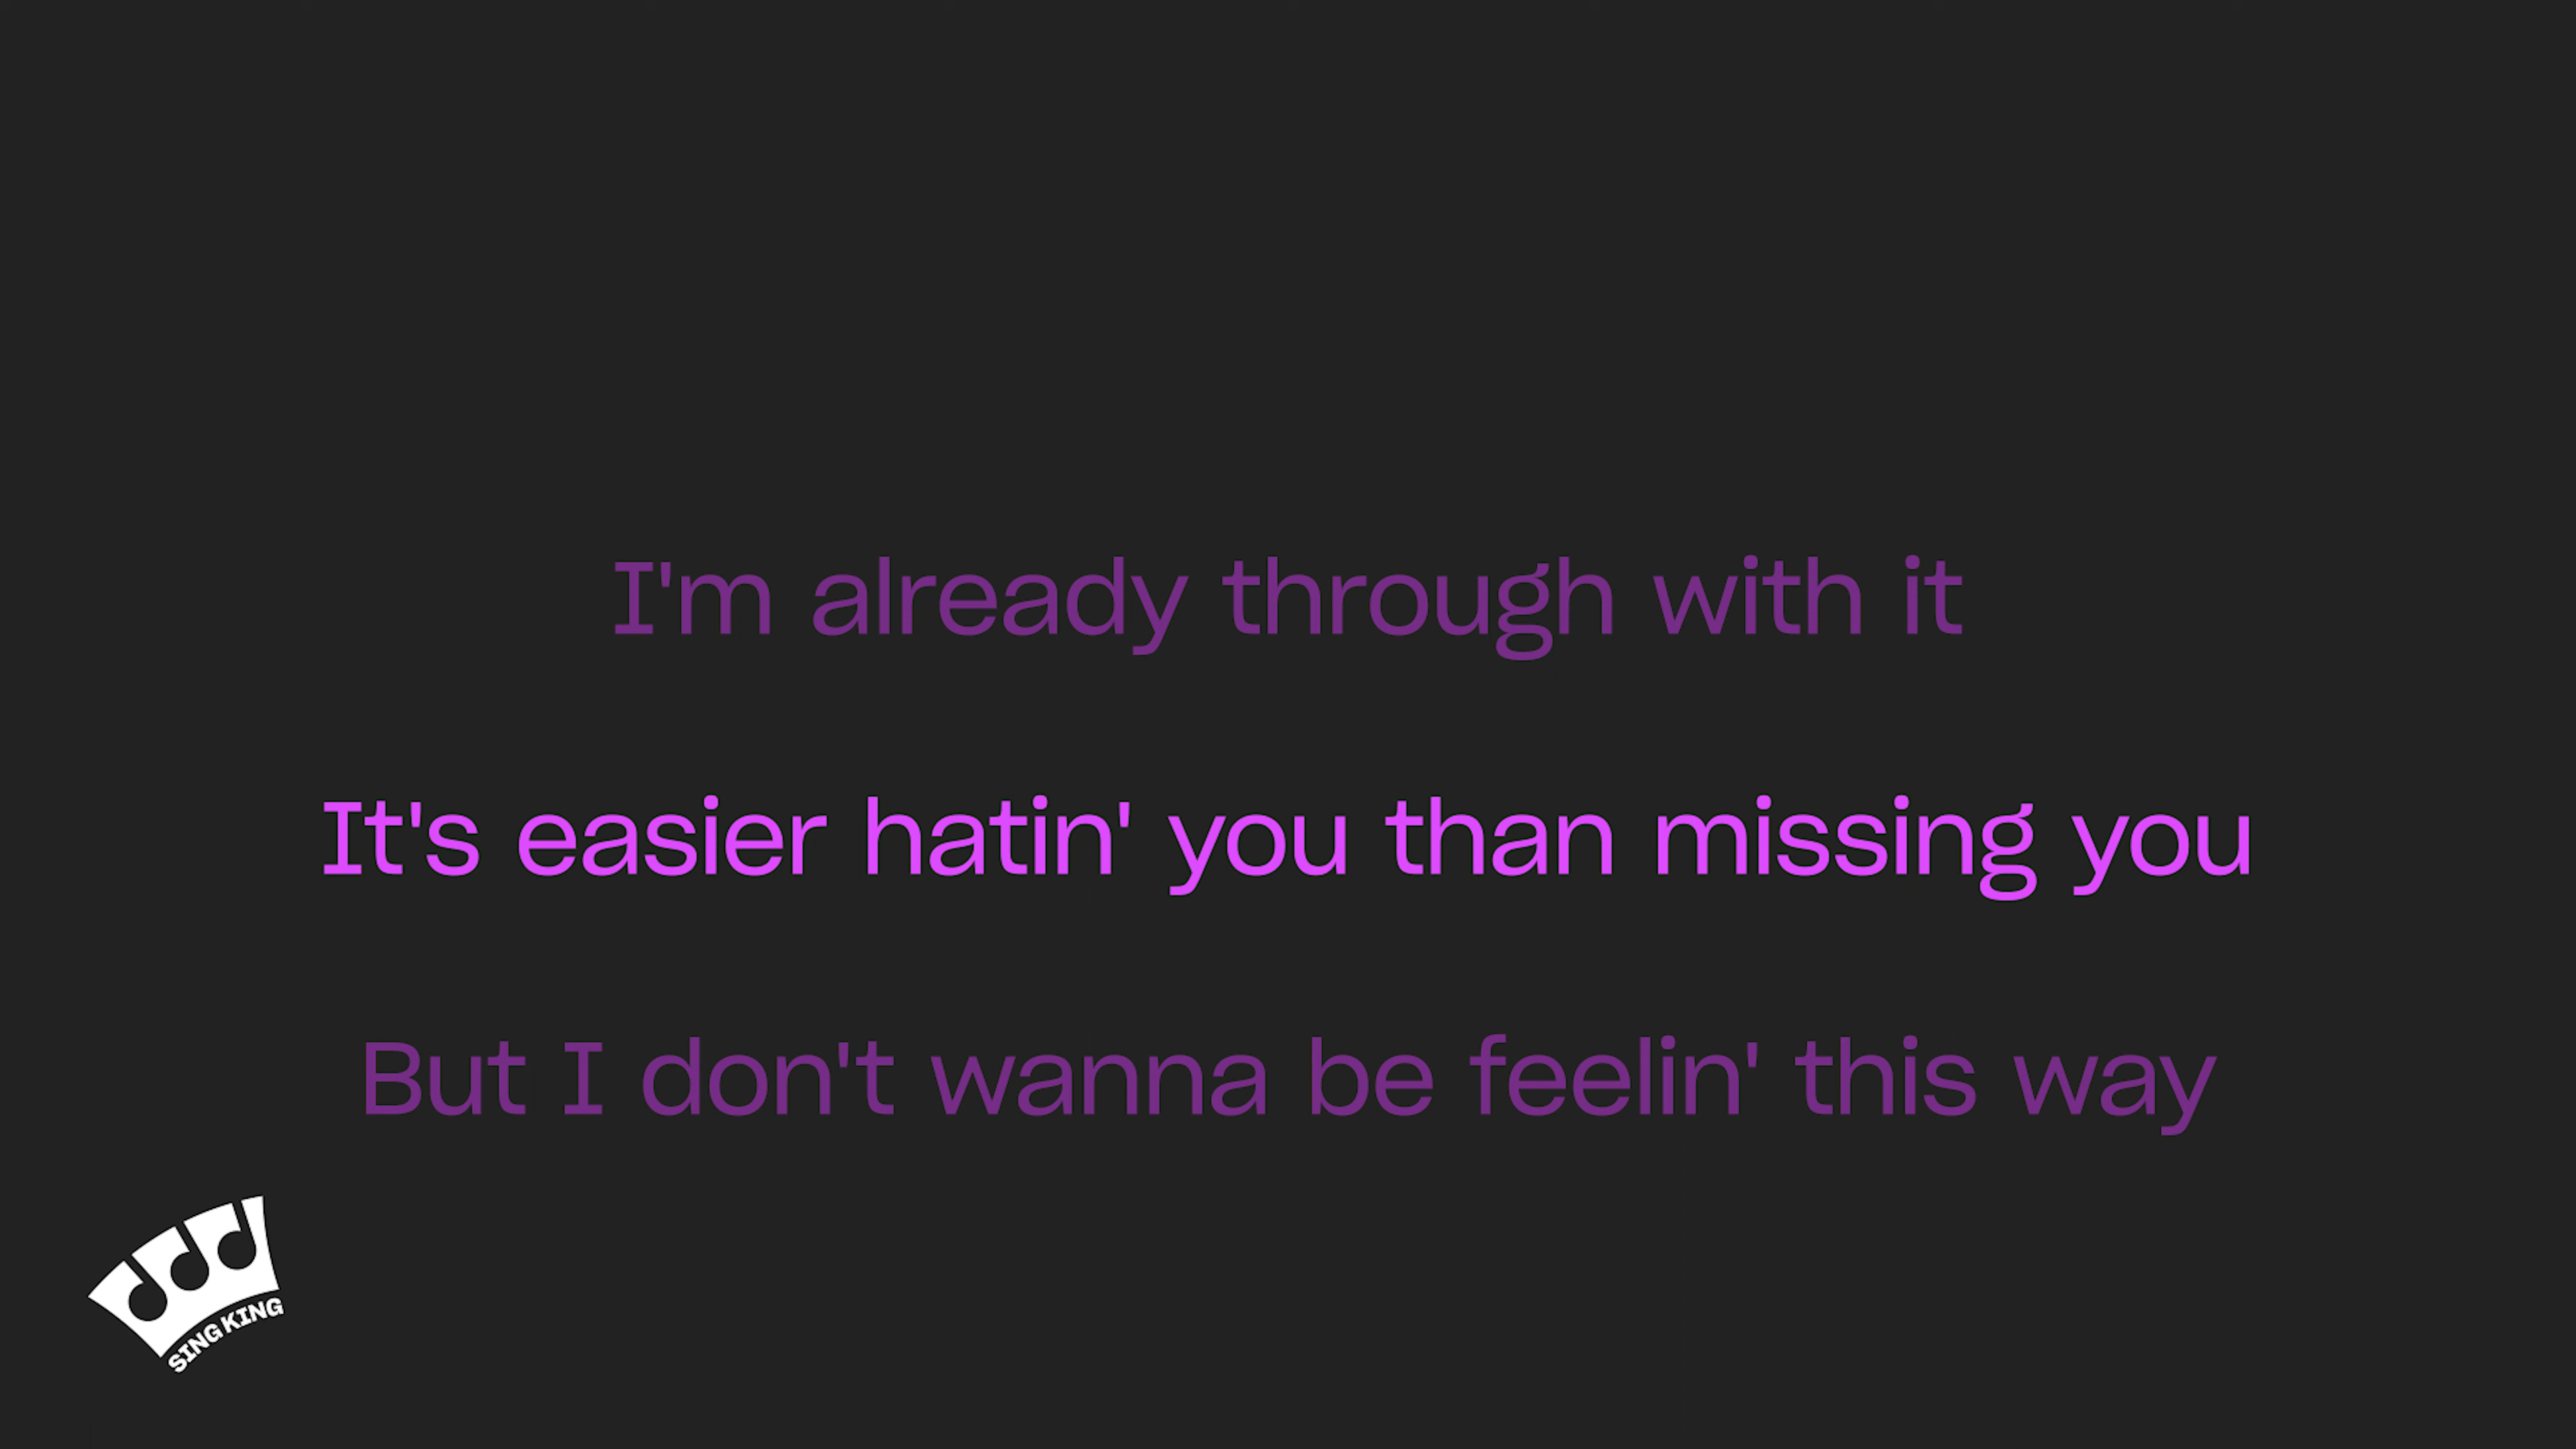 I'm already through with it
It's easier hatin' you than missing you
But I don't wanna be feelin' this way
SING KING